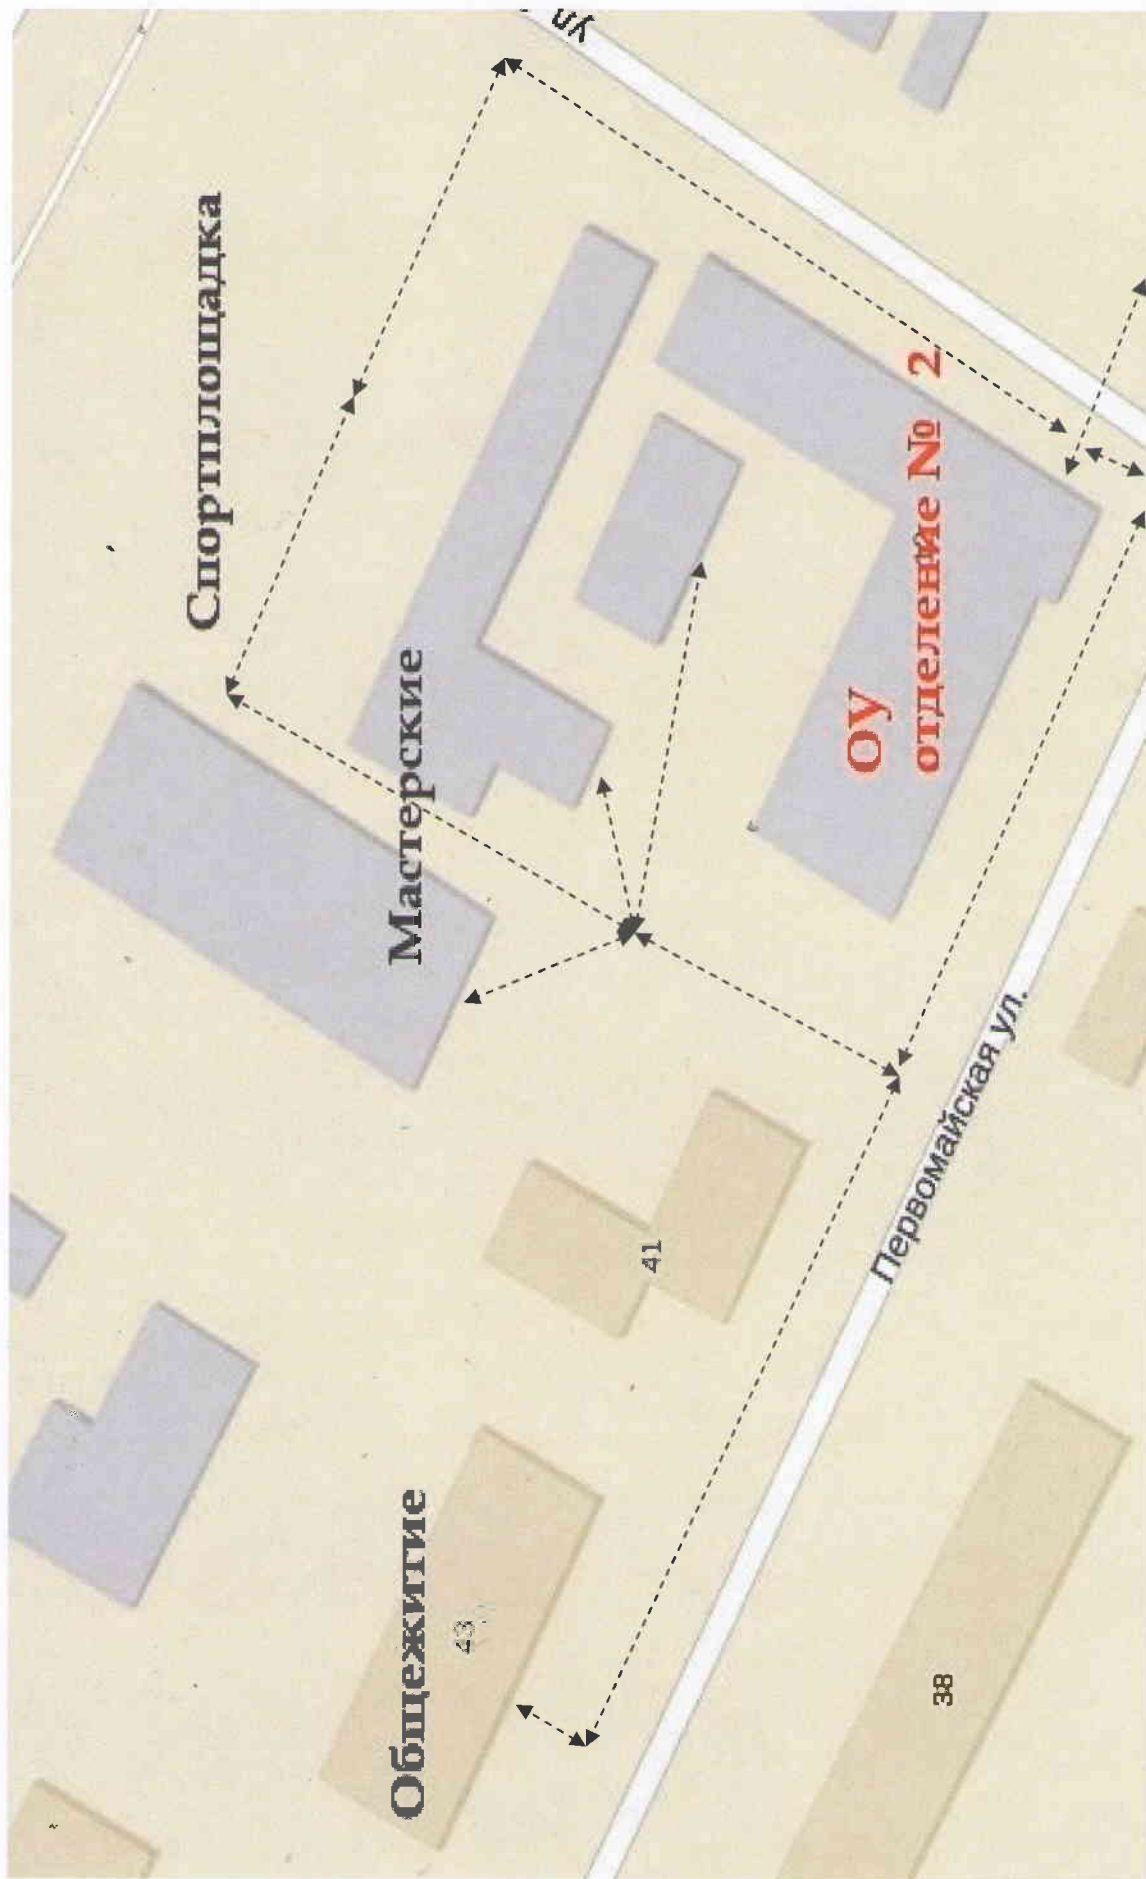 Общежитие
Мастерские
Спортплощадка
43
41
ОУ
отделение № 2
Первомайская ул.
38
ул